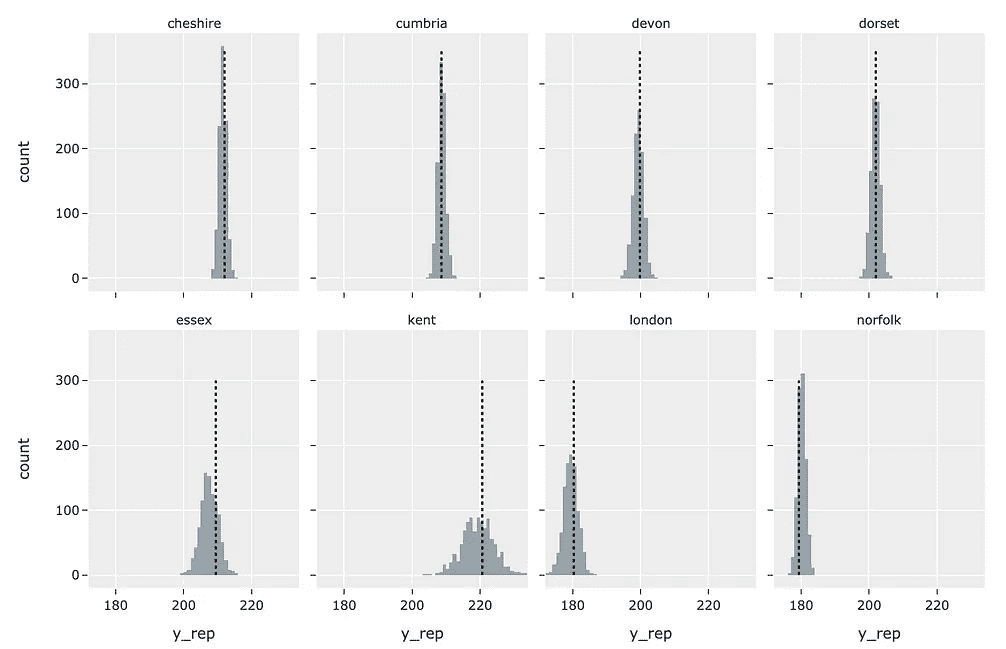 cheshire cumbria devon dorset
300
200
100
0
count
essex kent london norfolk
300
200
100
0
count
180 200 220 180 200 220 180 200 220 180 200 220
y_rep y_rep y_rep y_rep